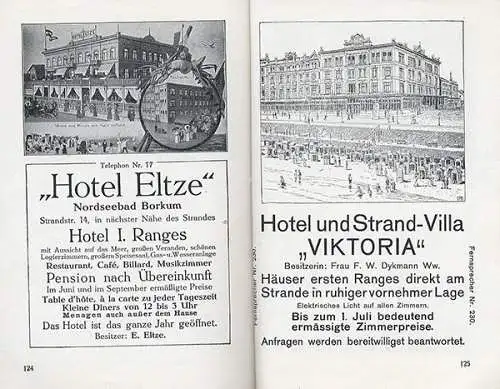 Telephon Nr. 17
„Hotel Eltze"
Nordseebad Borkum
Strandstr. 14, in nächster Nähe des Strandes
Hotel I. Ranges
mit Aussicht auf das Meer, großen Veranden, schönen
Logierzimmern, großen Speisesaal, Gas- u. Wasseranlage
Restaurant, Café, Billard, Musikzimmer
Pension nach Übereinkunft
Im Juni und im September ermäßigte Preise
Table d'hôte, à la carte zu jeder Tageszeit
Kleine Diners von 12 bis 3 Uhr
Menagen auch außer dem Hause
Das Hotel ist das ganze Jahr geöffnet.
Besitzer: E. Eltze.
124
Hotel und Strand-Villa
„VIKTORIA"
Besitzerin: Frau F. W. Dykmann Ww.
Häuser ersten Ranges direkt am
Strande in ruhiger vornehmer Lage
Elektrisches Licht auf allen Zimmern.
Bis zum 1. Juli bedeutend
ermässigte Zimmerpreise.
Anfragen werden bereitwilligst beantwortet.
Fernsprecher Nr. 230.
Fernsprecher Nr. 230.
125